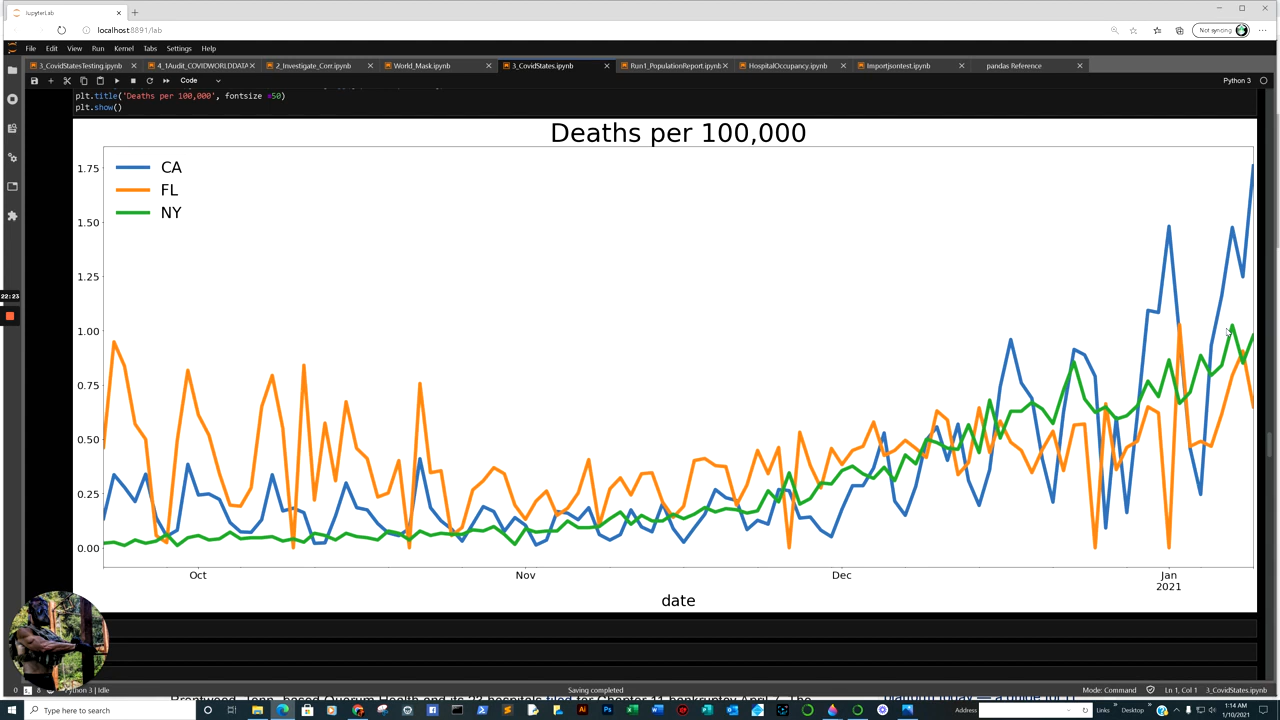 JupyterLab
localhost:8891/lab
Not syncing
File Edit View Run Kernel Tabs Settings Help
3_CovidStatesTesting.ipynb 4_1Audit_COVIDWORLDDATA 2_Investigate_Corr.ipynb World_Mask.ipynb 3_CovidStates.ipynb Run1_PopulationReport.ipynb HospitalOccupancy.ipynb Importjsontest.ipynb pandas Reference
Code Python 3
plt.title('Deaths per 100,000', fontsize =50)
plt.show()
Deaths per 100,000
CA
FL
NY
1.75
1.50
1.25
1.00
0.75
0.50
0.25
0.00
Oct Nov Dec Jan
2021
date
22:23
0 8 Python 3 | Idle Saving completed Mode: Command Ln 1, Col 1 3_CovidStates.ipynb
Type here to search
Address Links Desktop
1:14 AM
1/10/2021